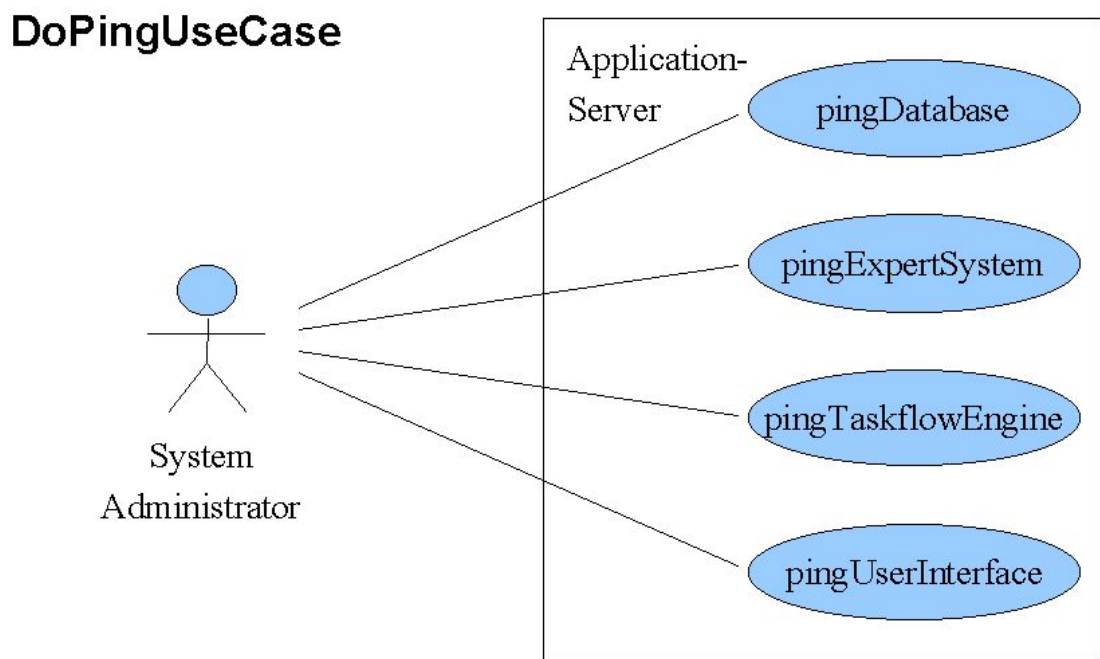 DoPingUseCase
Application-
Server
pingDatabase
pingExpertSystem
pingTaskflowEngine
pingUserInterface
System
Administrator